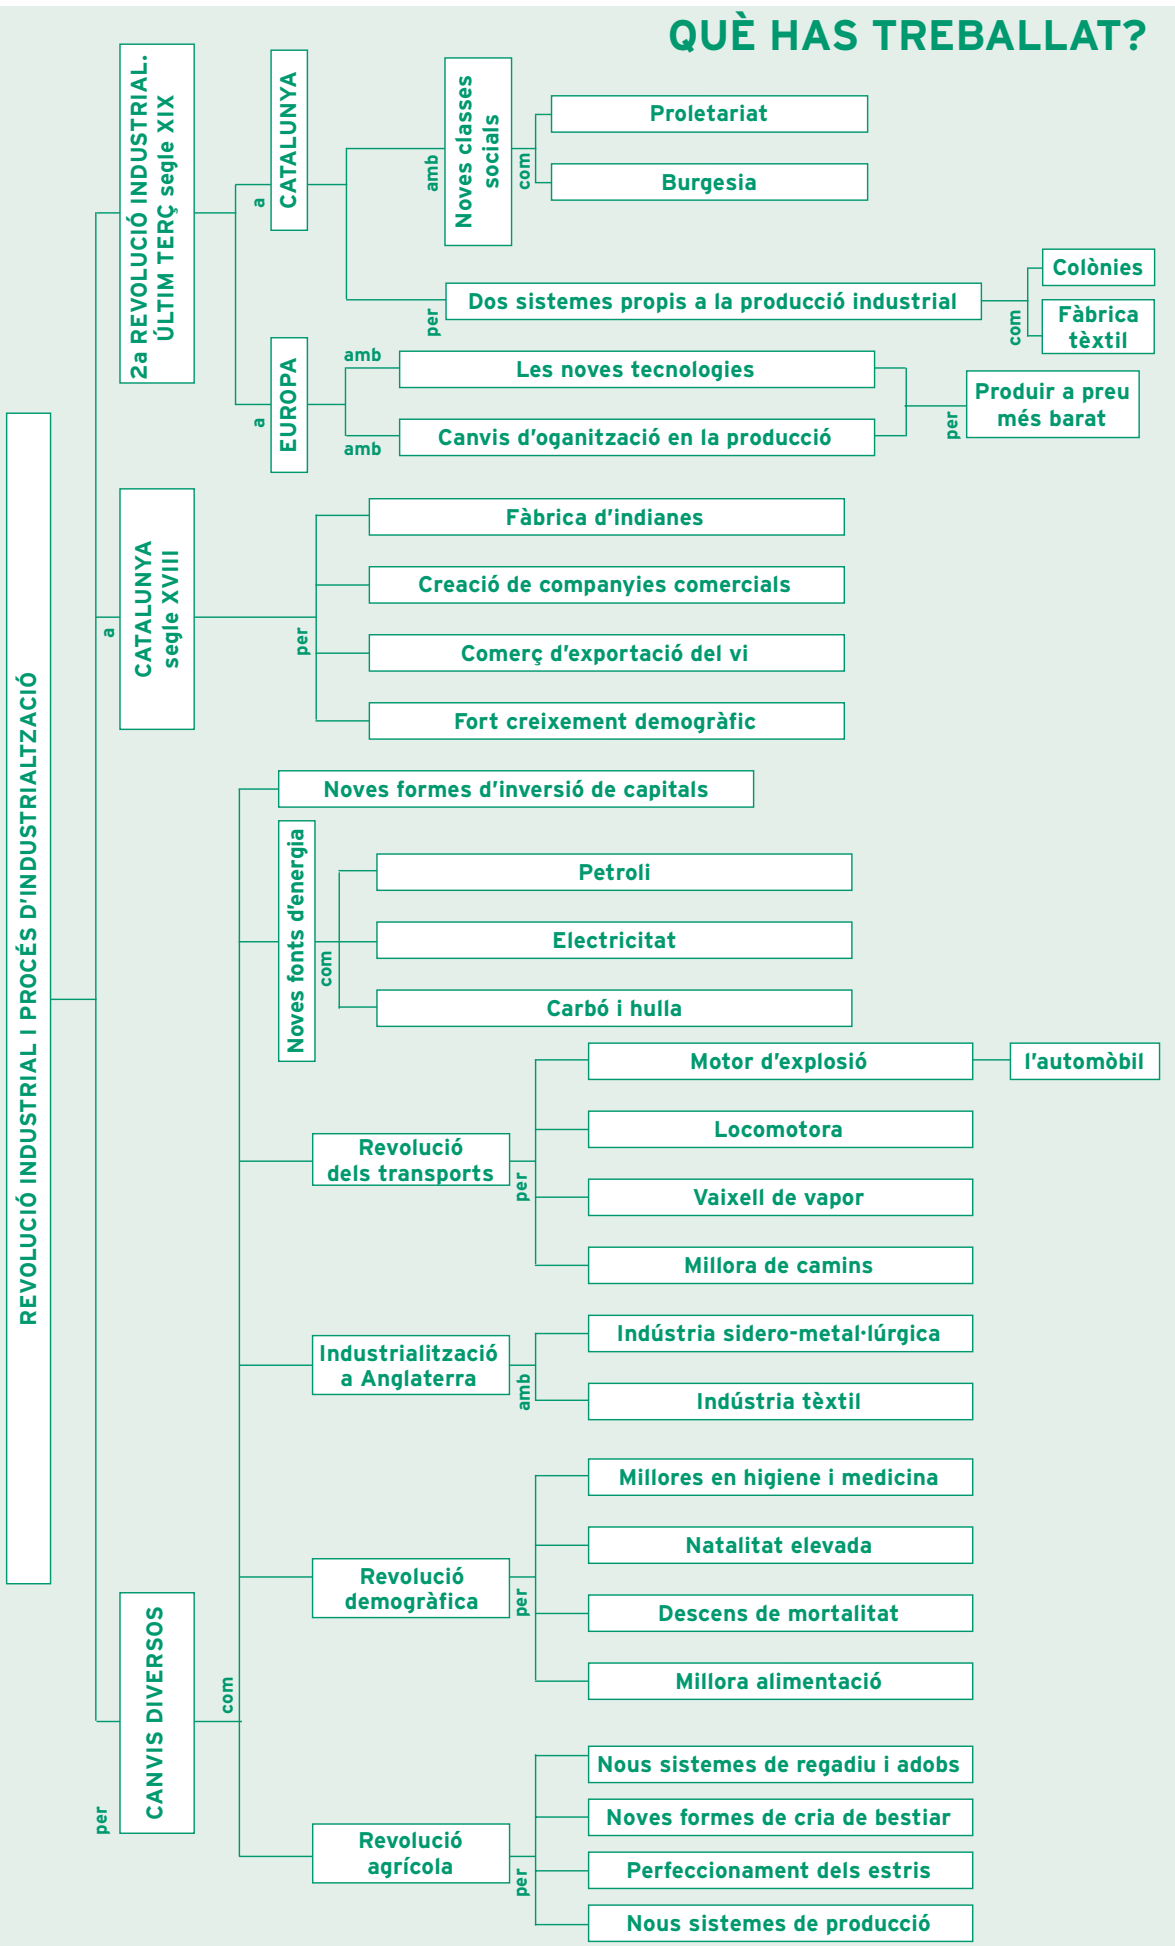 QUÈ HAS TREBALLAT?
REVOLUCIÓ INDUSTRIAL I PROCÉS D'INDUSTRIALTZACIÓ
2a REVOLUCIÓ INDUSTRIAL.
ÚLTIM TERÇ segle XIX
a
CATALUNYA
amb
Noves classes
socials
com
Proletariat
Burgesia
per
Dos sistemes propis a la producció industrial
com
Colònies
Fàbrica
tèxtil
a
EUROPA
amb
Les noves tecnologies
amb
Canvis d'oganització en la producció
per
Produir a preu
més barat
a
CATALUNYA
segle XVIII
per
Fàbrica d'indianes
Creació de companyies comercials
Comerç d'exportació del vi
Fort creixement demogràfic
per
CANVIS DIVERSOS
com
Noves formes d'inversió de capitals
Noves fonts d'energia
com
Petroli
Electricitat
Carbó i hulla
Revolució
dels transports
per
Motor d'explosió
l'automòbil
Locomotora
Vaixell de vapor
Millora de camins
Industrialització
a Anglaterra
amb
Indústria sidero-metal·lúrgica
Indústria tèxtil
Revolució
demogràfica
per
Millores en higiene i medicina
Natalitat elevada
Descens de mortalitat
Millora alimentació
Revolució
agrícola
per
Nous sistemes de regadiu i adobs
Noves formes de cria de bestiar
Perfeccionament dels estris
Nous sistemes de producció